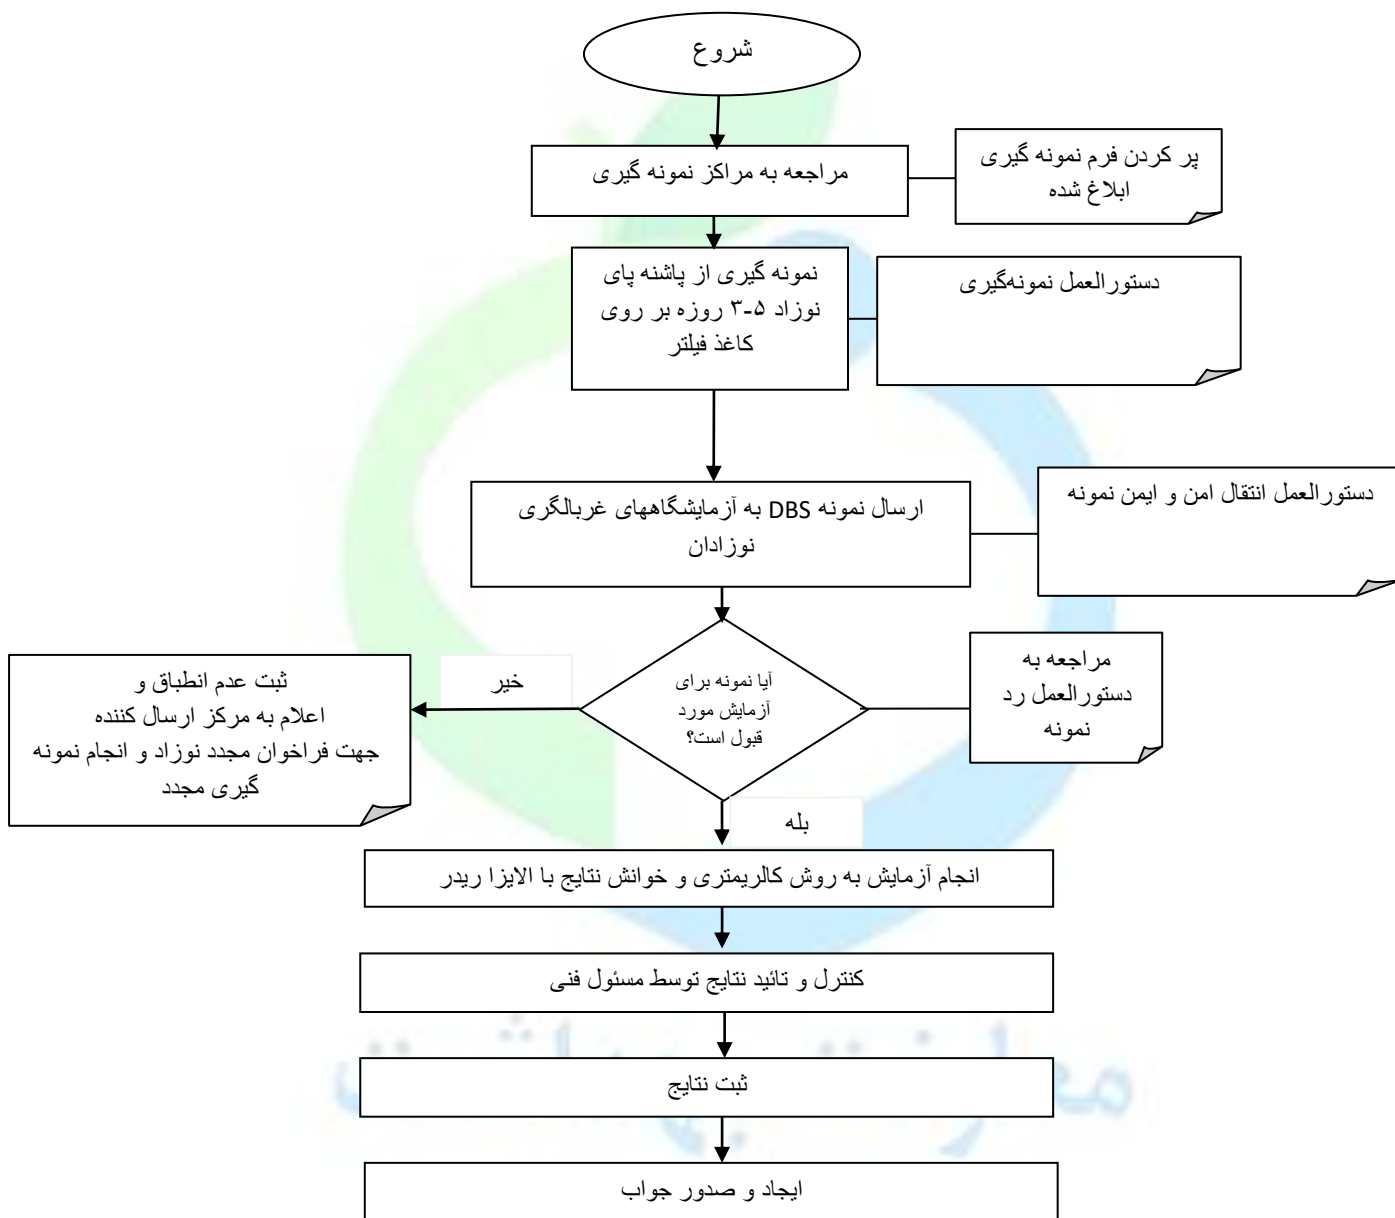 شروع
مراجعه به مراکز نمونه گیری
پر کردن فرم نمونه گیری
ابلاغ شده
نمونه گیری از پاشنه پای
نوزاد ۵-۳ روزه بر روی
کاغذ فیلتر
دستورالعمل نمونه‌گیری
ارسال نمونه DBS به آزمایشگاههای غربالگری
نوزادان
دستورالعمل انتقال امن و ایمن نمونه
آیا نمونه برای
آزمایش مورد
قبول است؟
مراجعه به
دستورالعمل رد
نمونه
خیر
ثبت عدم انطباق و
اعلام به مرکز ارسال کننده
جهت فراخوان مجدد نوزاد و انجام نمونه
گیری مجدد
بله
انجام آزمایش به روش کالریمتری و خوانش نتایج با الایزا ریدر
کنترل و تائید نتایج توسط مسئول فنی
ثبت نتایج
ایجاد و صدور جواب